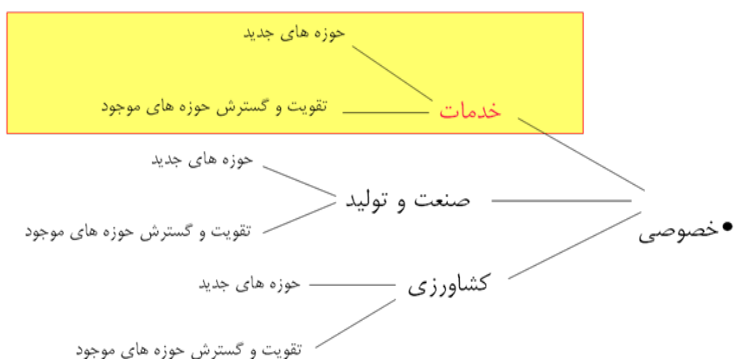 حوزه های جدید
تقویت و گسترش حوزه های موجود
خدمات
حوزه های جدید
صنعت و تولید
تقویت و گسترش حوزه های موجود
•خصوصی
حوزه های جدید
کشاورزی
تقویت و گسترش حوزه های موجود